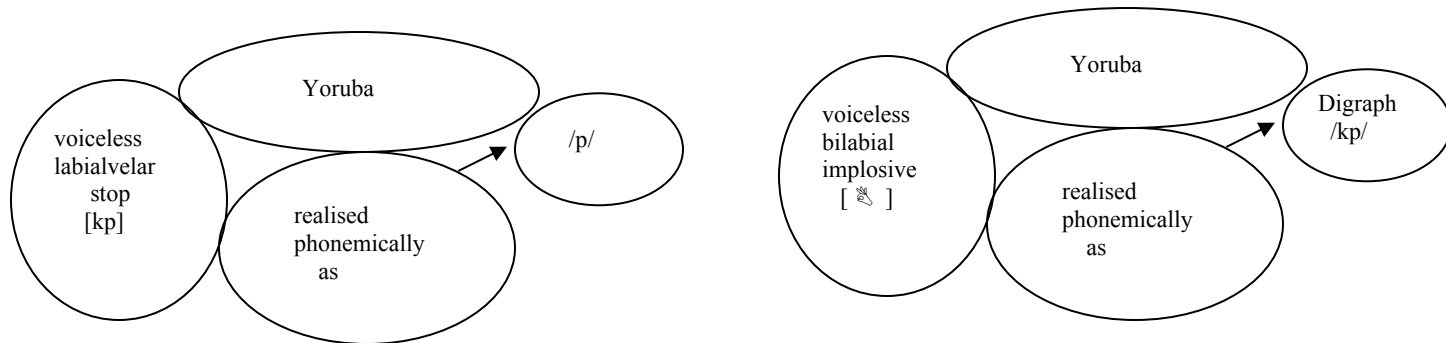 Yoruba
voiceless
labialvelar
stop
[kp]
/p/
realised
phonemically
as
Yoruba
voiceless
bilabial
implosive
[ 👌 ]
Digraph
/kp/
realised
phonemically
as